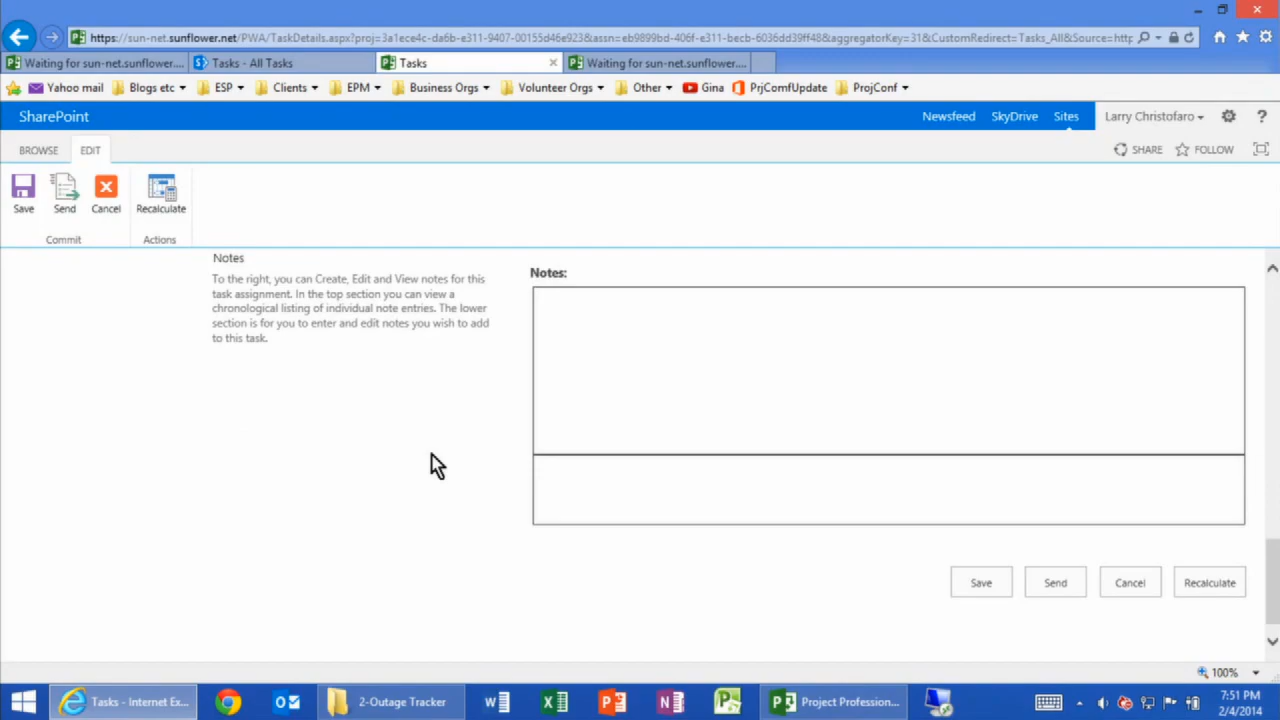 https://sun-net.sunflower.net/PWA/TaskDetails.aspx?proj=3a1ece4c-da6b-e311-9407-00155d46e923&assn=eb9899bd-406f-e311-becb-6036dd39ff48&aggregatorKey=31&CustomRedirect=Tasks_All&Source=http
Waiting for sun-net.sunflower.... Tasks - All Tasks Tasks Waiting for sun-net.sunflower....
Yahoo mail Blogs etc ESP Clients EPM Business Orgs Volunteer Orgs Other Gina PrjComfUpdate ProjConf
SharePoint Newsfeed SkyDrive Sites Larry Christofaro ?
BROWSE EDIT SHARE FOLLOW
Save Send Cancel Recalculate
Commit Actions
Notes
To the right, you can Create, Edit and View notes for this
task assignment. In the top section you can view a
chronological listing of individual note entries. The lower
section is for you to enter and edit notes you wish to add
to this task.
Notes:
Save Send Cancel Recalculate
100%
Tasks - Internet Ex... 2-Outage Tracker Project Profession... 7:51 PM
2/4/2014